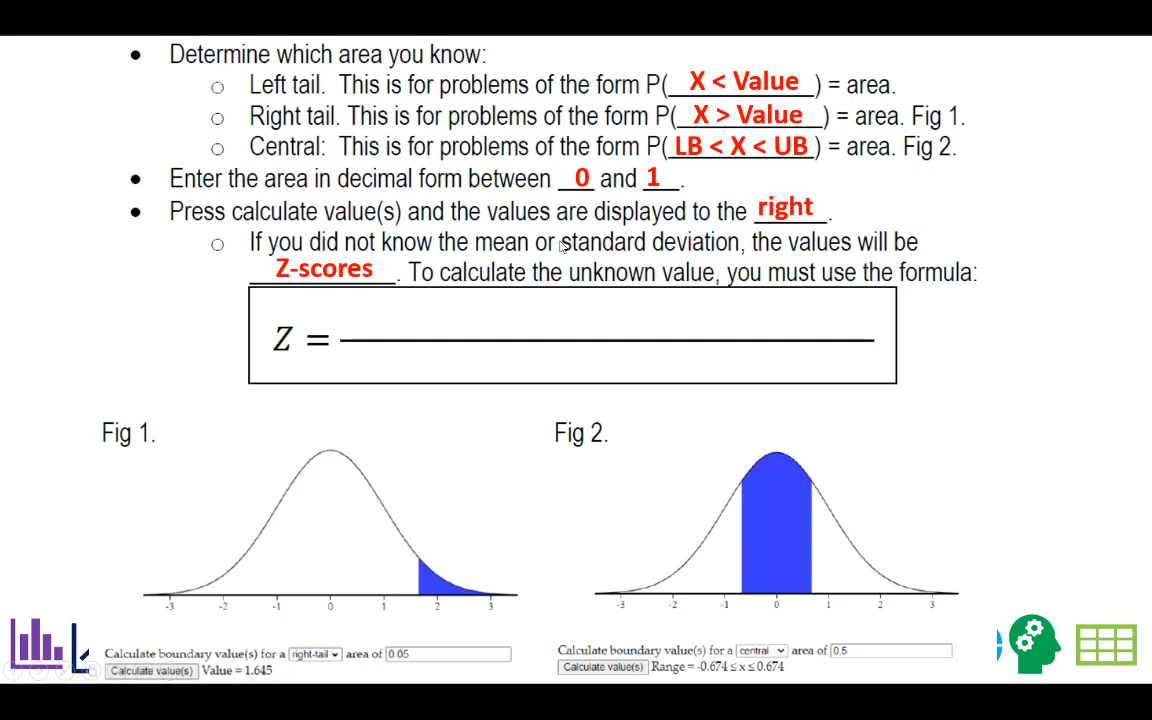 • Determine which area you know:
○ Left tail. This is for problems of the form P( X < Value ) = area.
○ Right tail. This is for problems of the form P( X > Value ) = area. Fig 1.
○ Central: This is for problems of the form P( LB < X < UB ) = area. Fig 2.
• Enter the area in decimal form between 0 and 1.
• Press calculate value(s) and the values are displayed to the right.
○ If you did not know the mean or standard deviation, the values will be
Z-scores. To calculate the unknown value, you must use the formula:
Z =
Fig 1.
Fig 2.
-3 -2 -1 0 1 2 3
-3 -2 -1 0 1 2 3
Calculate boundary value(s) for a right-tail area of 0.05
Calculate value(s) Value = 1.645
Calculate boundary value(s) for a central area of 0.5
Calculate value(s) Range = -0.674 ≤ x ≤ 0.674